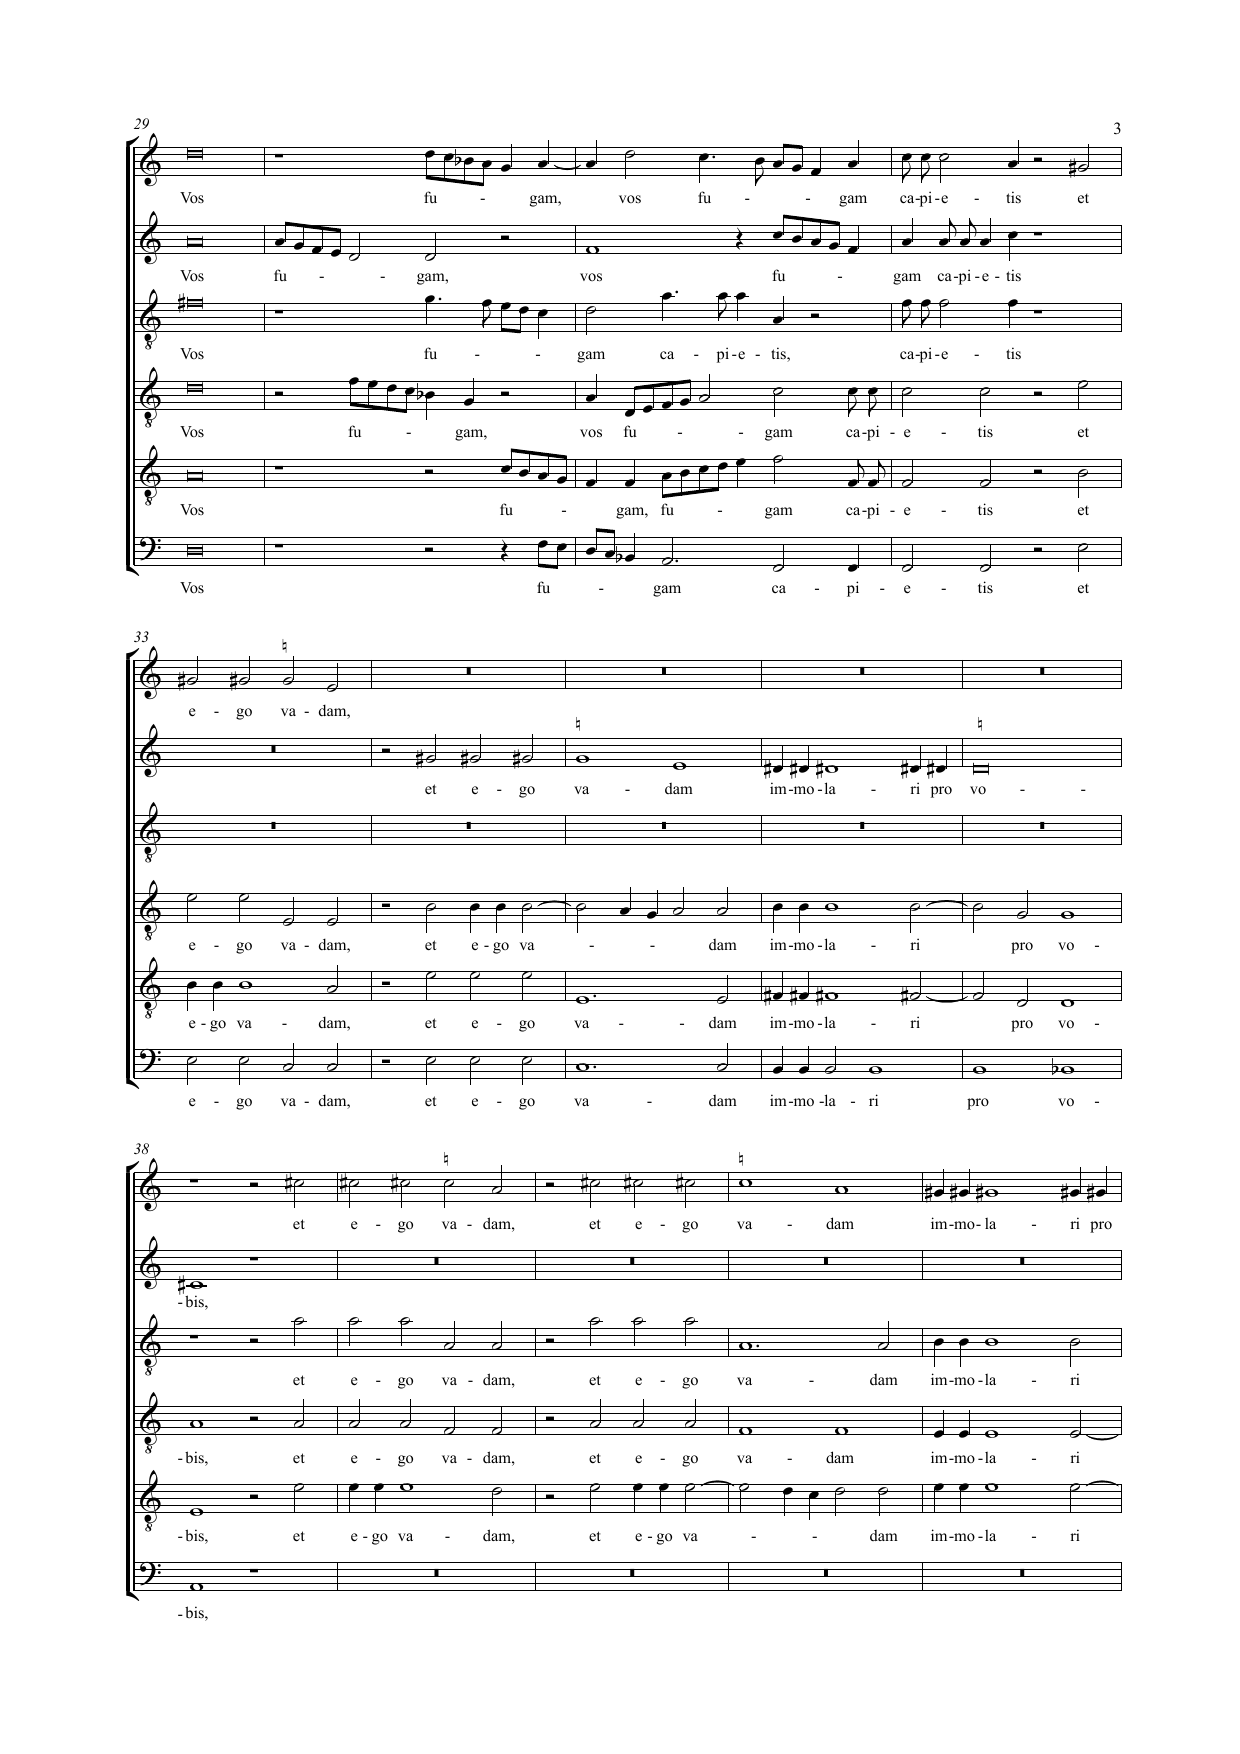 29
3
Vos fu - gam, vos fu - - gam ca-pi-e - tis et
Vos fu - - gam, vos fu - gam ca-pi-e-tis
Vos fu - - gam ca - pi-e-tis, ca-pi-e - tis
Vos fu - gam, vos fu - - gam ca-pi - e - tis et
Vos fu - gam, fu - gam ca-pi - e - tis et
Vos fu - gam ca - pi - e - tis et
33
e - go va - dam,
et e - go va - dam im-mo-la - ri pro vo - -
e - go va - dam, et e - go va - - dam im-mo-la - ri pro vo -
e - go va - dam, et e - go va - - dam im-mo-la - ri pro vo -
e - go va - dam, et e - go va - dam im-mo-la - ri pro vo -
38
et e - go va - dam, et e - go va - dam im-mo-la - ri pro
-bis,
et e - go va - dam, et e - go va - dam im-mo-la - ri
-bis, et e - go va - dam, et e - go va - dam im-mo-la - ri
-bis, et e - go va - dam, et e - go va - - dam im-mo-la - ri
-bis,